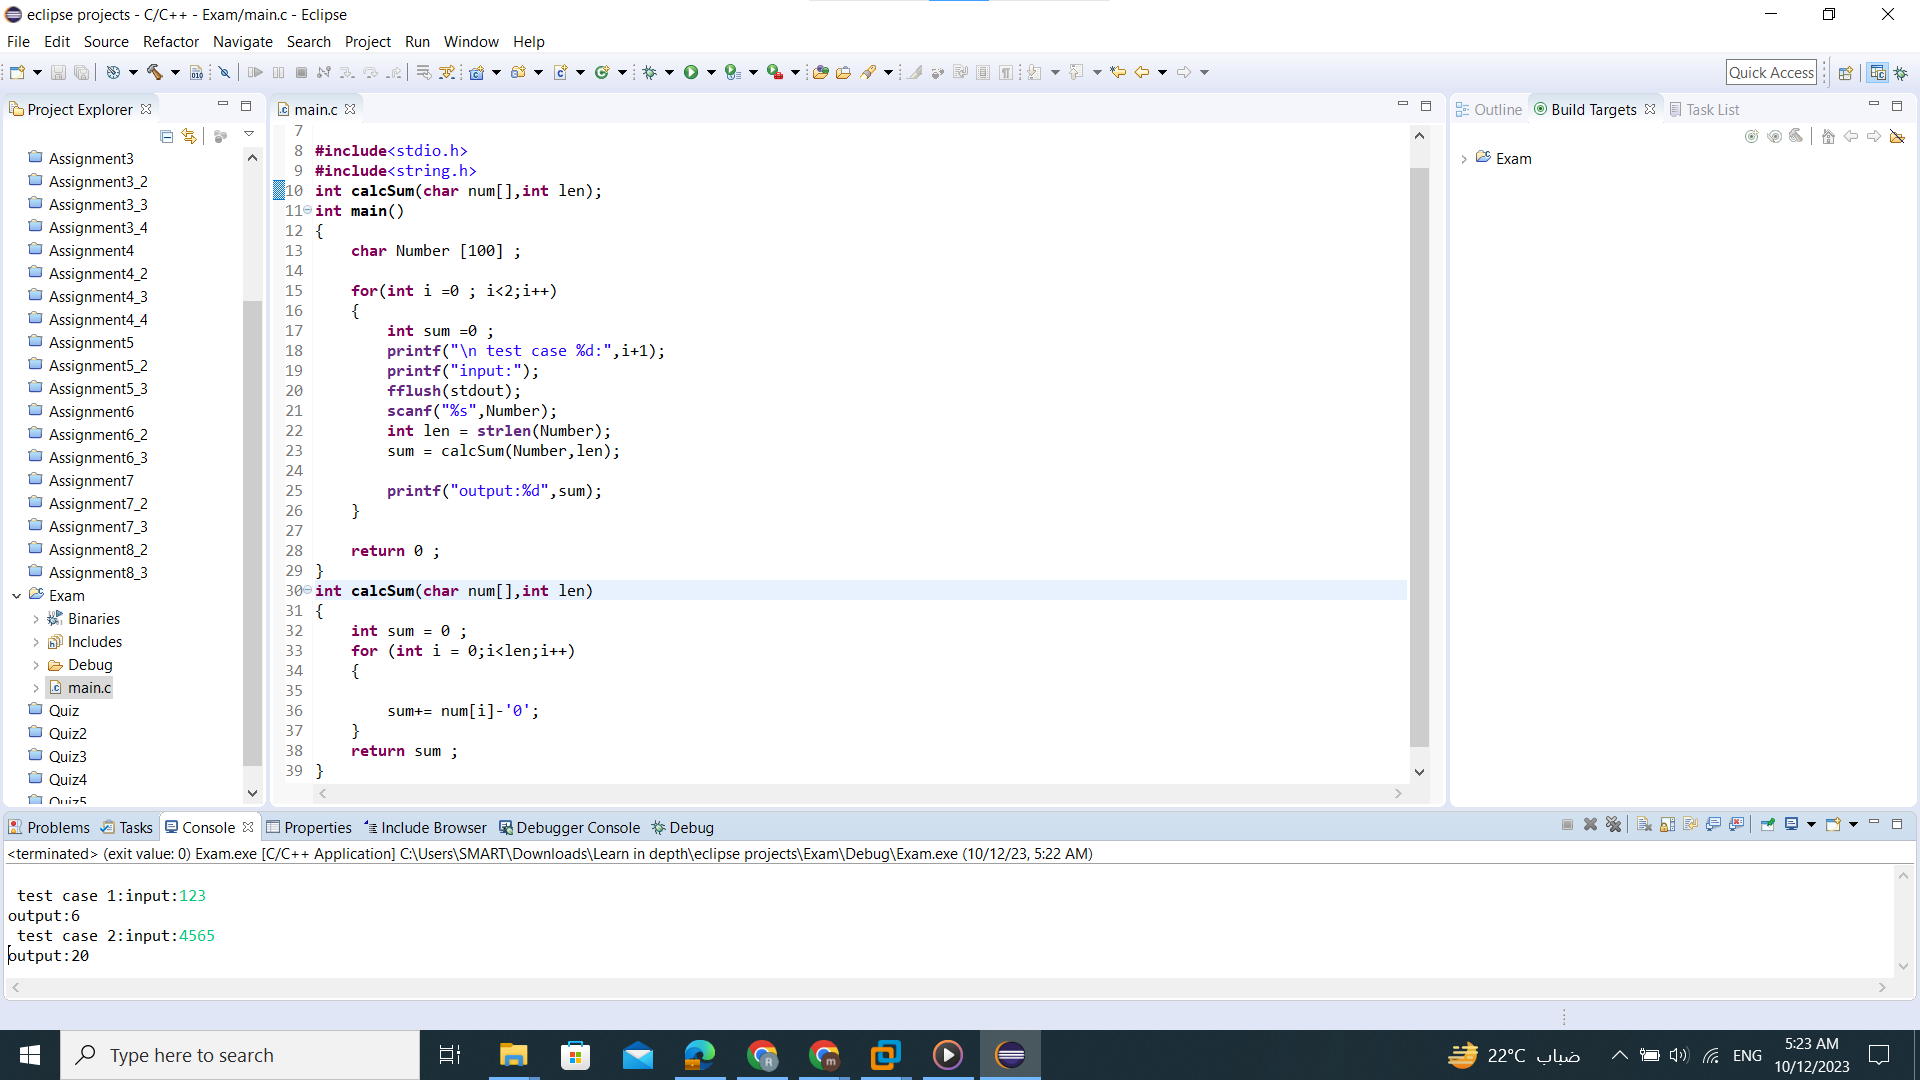 eclipse projects - C/C++ - Exam/main.c - Eclipse
File Edit Source Refactor Navigate Search Project Run Window Help
Quick Access
Project Explorer
Assignment3
Assignment3_2
Assignment3_3
Assignment3_4
Assignment4
Assignment4_2
Assignment4_3
Assignment4_4
Assignment5
Assignment5_2
Assignment5_3
Assignment6
Assignment6_2
Assignment6_3
Assignment7
Assignment7_2
Assignment7_3
Assignment8_2
Assignment8_3
Exam
Binaries
Includes
Debug
main.c
Quiz
Quiz2
Quiz3
Quiz4
Quiz5
main.c
7
8 #include<stdio.h>
9 #include<string.h>
10 int calcSum(char num[],int len);
11 int main()
12 {
13 char Number [100] ;
14
15 for(int i =0 ; i<2;i++)
16 {
17 int sum =0 ;
18 printf("\n test case %d:",i+1);
19 printf("input:");
20 fflush(stdout);
21 scanf("%s",Number);
22 int len = strlen(Number);
23 sum = calcSum(Number,len);
24
25 printf("output:%d",sum);
26 }
27
28 return 0 ;
29 }
30 int calcSum(char num[],int len)
31 {
32 int sum = 0 ;
33 for (int i = 0;i<len;i++)
34 {
35
36 sum+= num[i]-'0';
37 }
38 return sum ;
39 }
Outline Build Targets Task List
Exam
Problems Tasks Console Properties Include Browser Debugger Console Debug
<terminated> (exit value: 0) Exam.exe [C/C++ Application] C:\Users\SMART\Downloads\Learn in depth\eclipse projects\Exam\Debug\Exam.exe (10/12/23, 5:22 AM)
test case 1:input:123
output:6
test case 2:input:4565
output:20
Type here to search
22°C ضباب
ENG
5:23 AM
10/12/2023